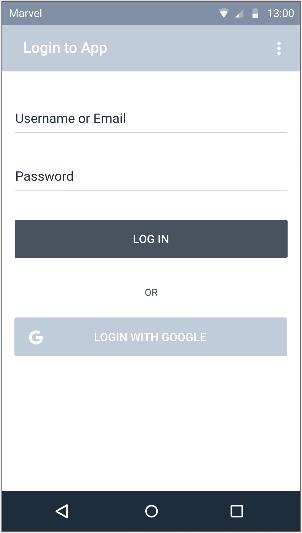 Marvel 13:00
Login to App
Username or Email
Password
LOG IN
OR
G LOGIN WITH GOOGLE